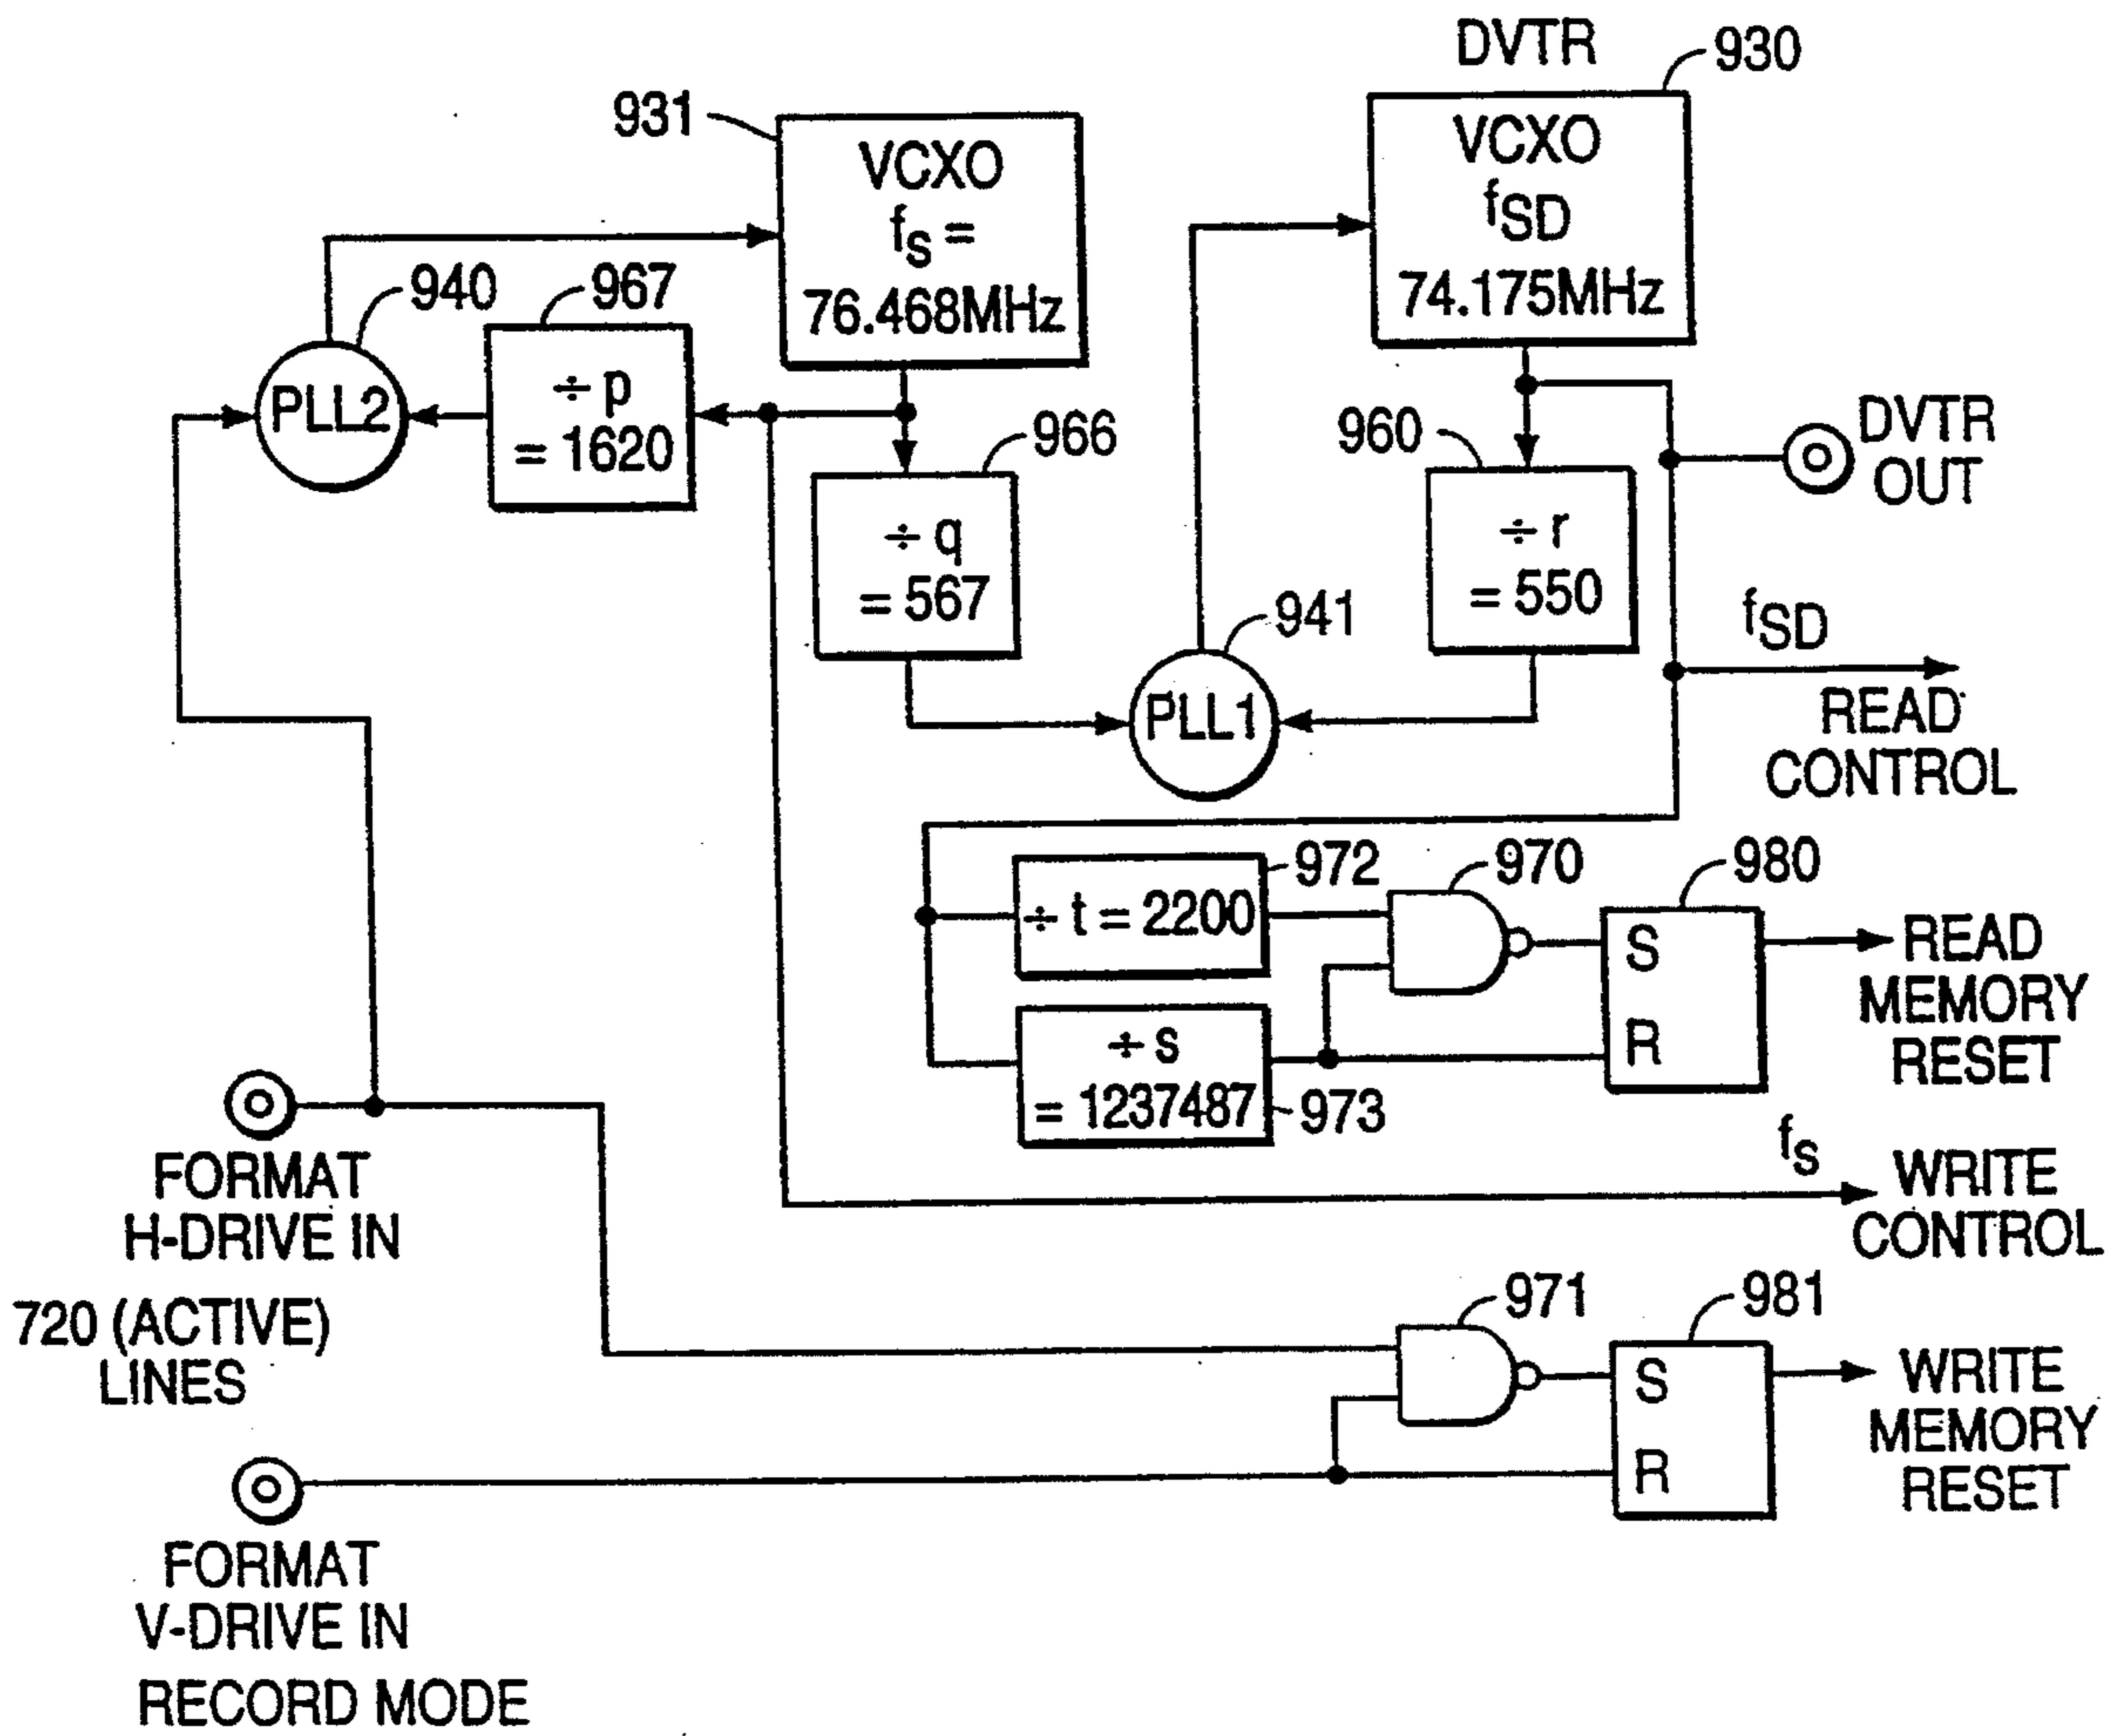 DVTR
930
931
VCXO
fS =
76.468MHz
VCXO
fSD
74.175MHz
940
967
PLL2
÷ p
= 1620
966
960
DVTR
OUT
÷ q
= 567
÷ r
= 550
941
fSD
PLL1
READ
CONTROL
972
970
980
÷ t = 2200
S
R
READ
MEMORY
RESET
÷ s
= 1237487
973
fS
WRITE
CONTROL
FORMAT
H-DRIVE IN
720 (ACTIVE)
LINES
971
981
S
R
WRITE
MEMORY
RESET
FORMAT
V-DRIVE IN
RECORD MODE